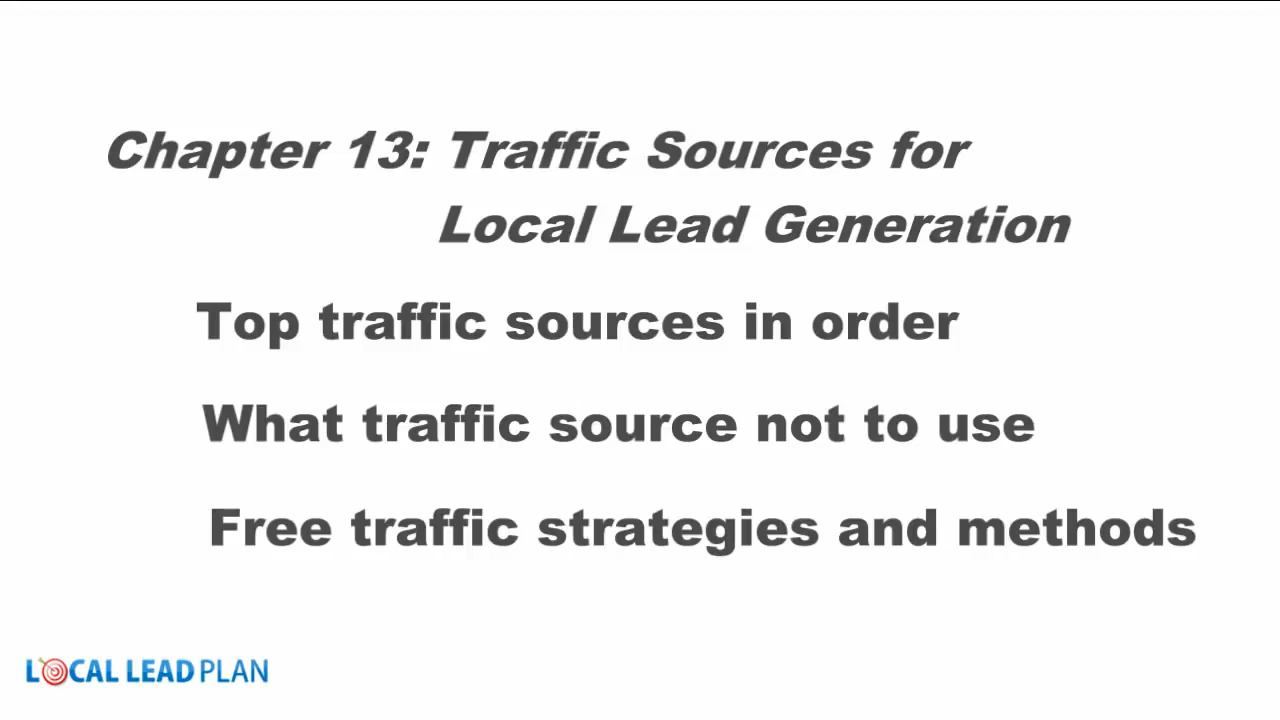 Chapter 13: Traffic Sources for
Local Lead Generation
Top traffic sources in order
What traffic source not to use
Free traffic strategies and methods
LOCAL LEAD PLAN